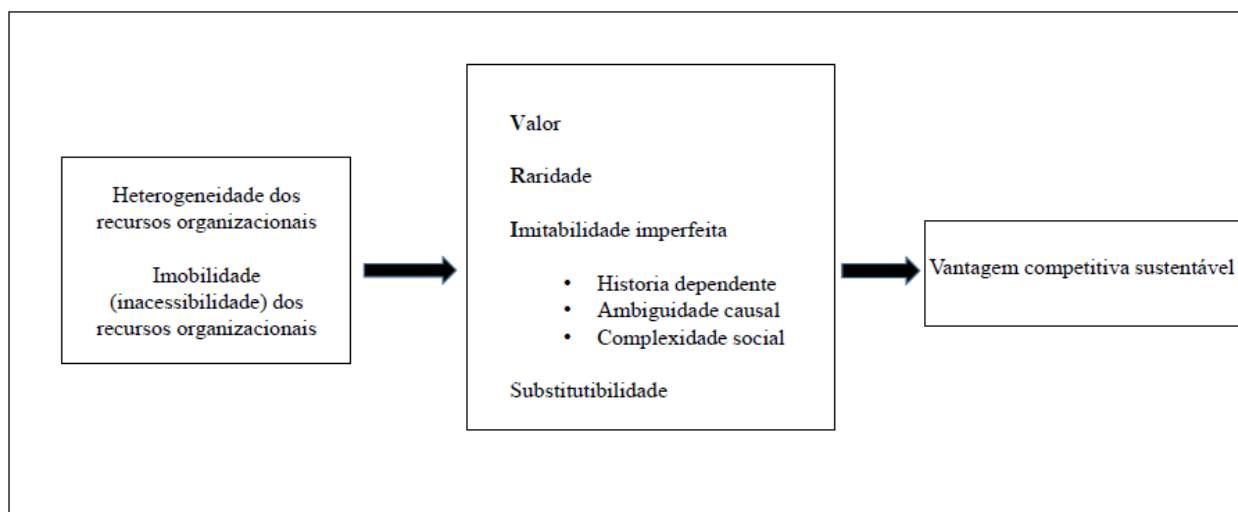 Heterogeneidade dos
recursos organizacionais
Imobilidade
(inacessibilidade) dos
recursos organizacionais
Valor
Raridade
Imitabilidade imperfeita
• Historia dependente
• Ambiguidade causal
• Complexidade social
Substitutibilidade
Vantagem competitiva sustentável